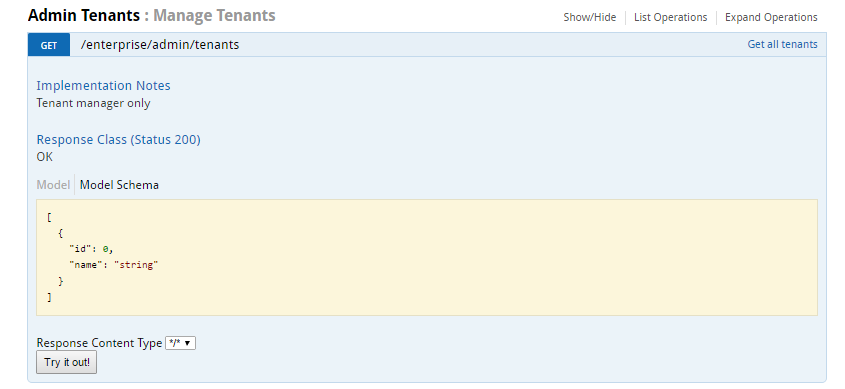 Admin Tenants : Manage Tenants
Show/Hide List Operations Expand Operations
GET /enterprise/admin/tenants Get all tenants
Implementation Notes
Tenant manager only
Response Class (Status 200)
OK
Model Model Schema
[
  {
    "id": 0,
    "name": "string"
  }
]
Response Content Type */*
Try it out!